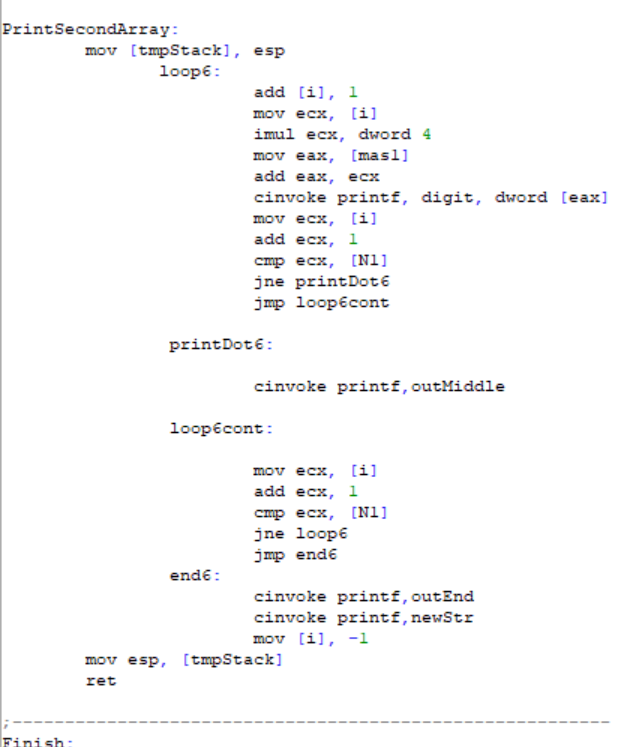 PrintSecondArray:
mov [tmpStack], esp
loop6:
add [i], 1
mov ecx, [i]
imul ecx, dword 4
mov eax, [mas1]
add eax, ecx
cinvoke printf, digit, dword [eax]
mov ecx, [i]
add ecx, 1
cmp ecx, [N1]
jne printDot6
jmp loop6cont
printDot6:
cinvoke printf,outMiddle
loop6cont:
mov ecx, [i]
add ecx, 1
cmp ecx, [N1]
jne loop6
jmp end6
end6:
cinvoke printf,outEnd
cinvoke printf,newStr
mov [i], -1
mov esp, [tmpStack]
ret
;---------------------------------------------------------
Finish: